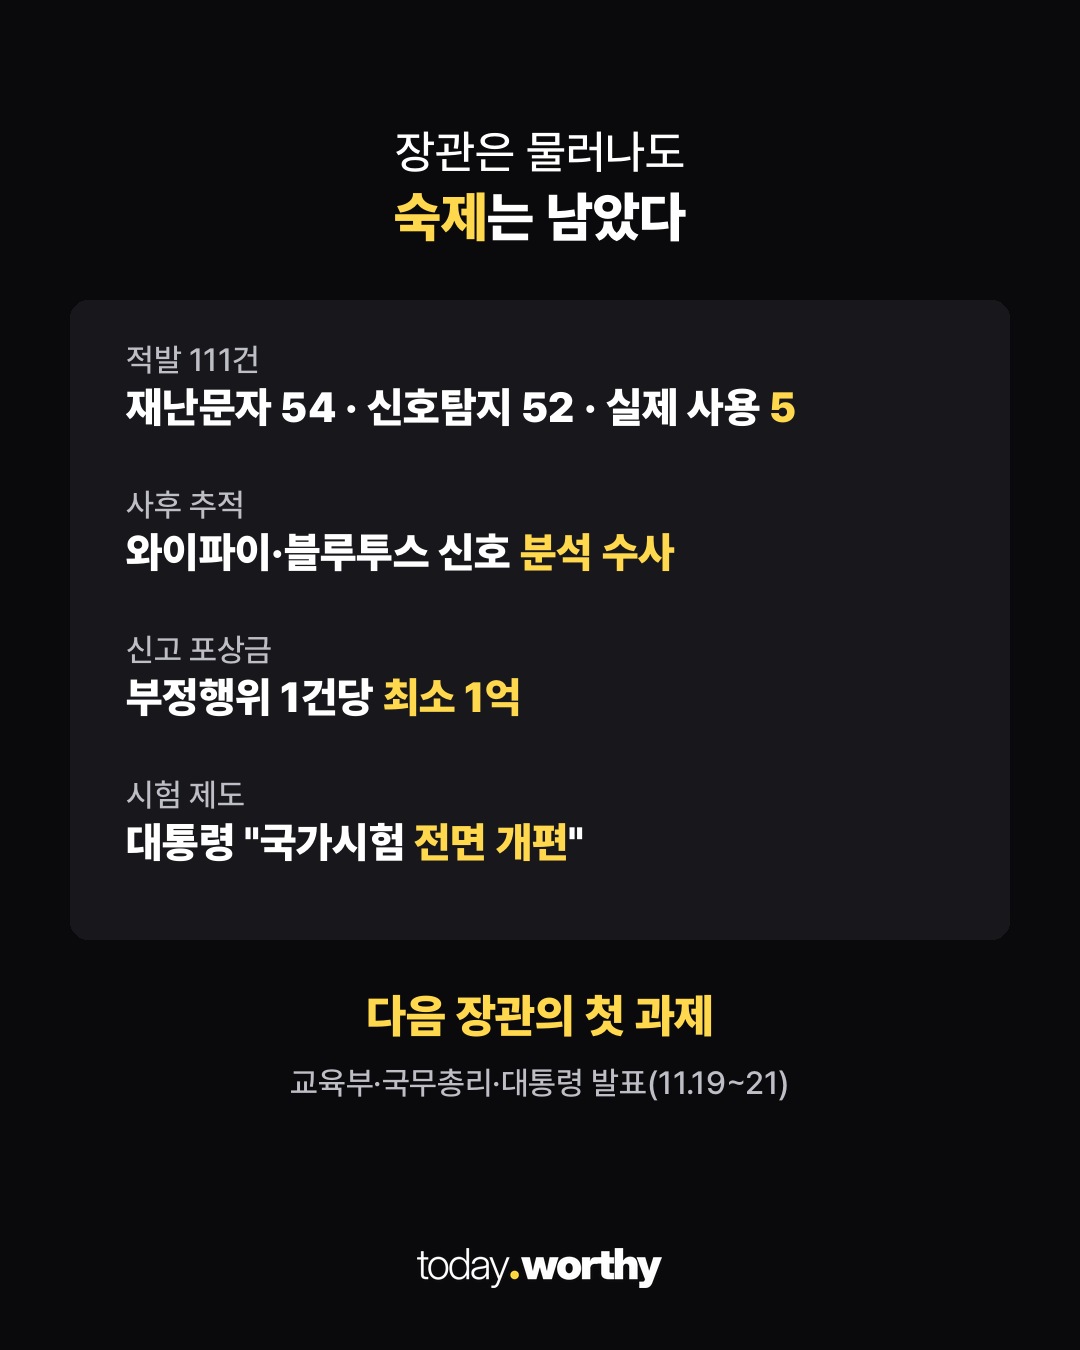 장관은 물러나도
숙제는 남았다
적발 111건
재난문자 54 · 신호탐지 52 · 실제 사용 5
사후 추적
와이파이·블루투스 신호 분석 수사
신고 포상금
부정행위 1건당 최소 1억
시험 제도
대통령 "국가시험 전면 개편"
다음 장관의 첫 과제
교육부·국무총리·대통령 발표(11.19~21)
today.worthy